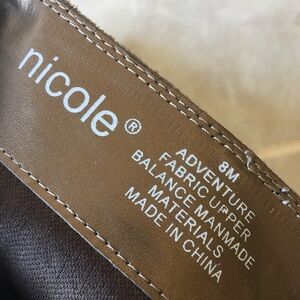 nicole®
8M
ADVENTURE
FABRIC UPPER
BALANCE MANMADE
MATERIALS
MADE IN CHINA